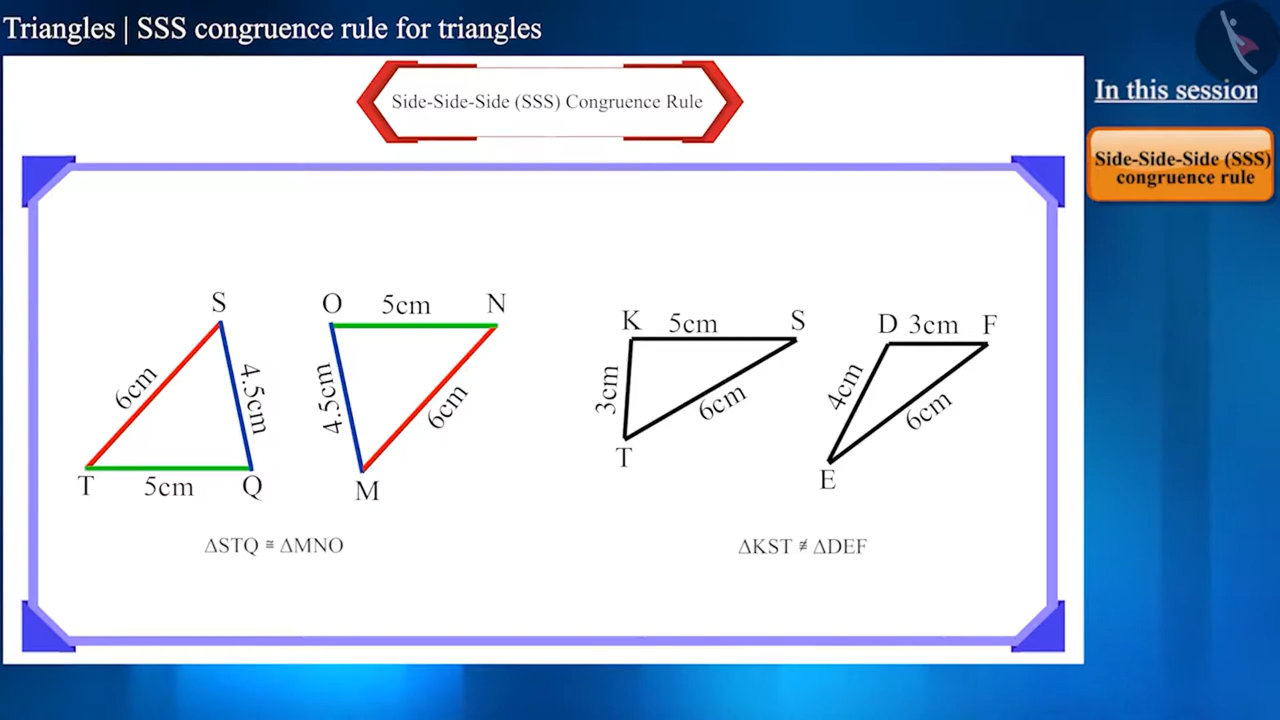 Triangles | SSS congruence rule for triangles
Side-Side-Side (SSS) Congruence Rule
In this session
Side-Side-Side (SSS)
congruence rule
S
6cm
4.5cm
T
5cm
Q
O
5cm
N
4.5cm
6cm
M
K
5cm
S
3cm
6cm
T
D
3cm
F
4cm
6cm
E
ΔSTQ ≅ ΔMNO
ΔKST ≇ ΔDEF